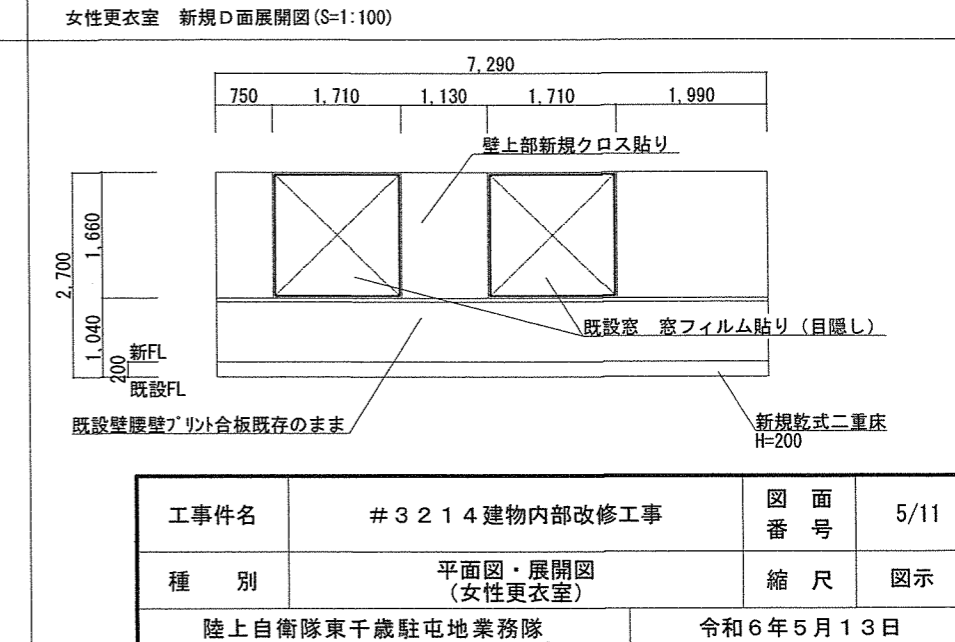 女性更衣室　新規Ｄ面展開図(S=1:100)
7,290
750
1,710
1,130
1,710
1,990
壁上部新規クロス貼り
2,700
1,660
1,040
200
新FL
既設FL
既設窓　窓フィルム貼り（目隠し）
既設壁腰壁ﾌﾟﾘﾝﾄ合板既存のまま
新規乾式二重床
H=200
工事件名
＃３２１４建物内部改修工事
図　面
番　号
5/11
種　別
平面図・展開図
（女性更衣室）
縮　尺
図示
陸上自衛隊東千歳駐屯地業務隊
令和６年５月１３日